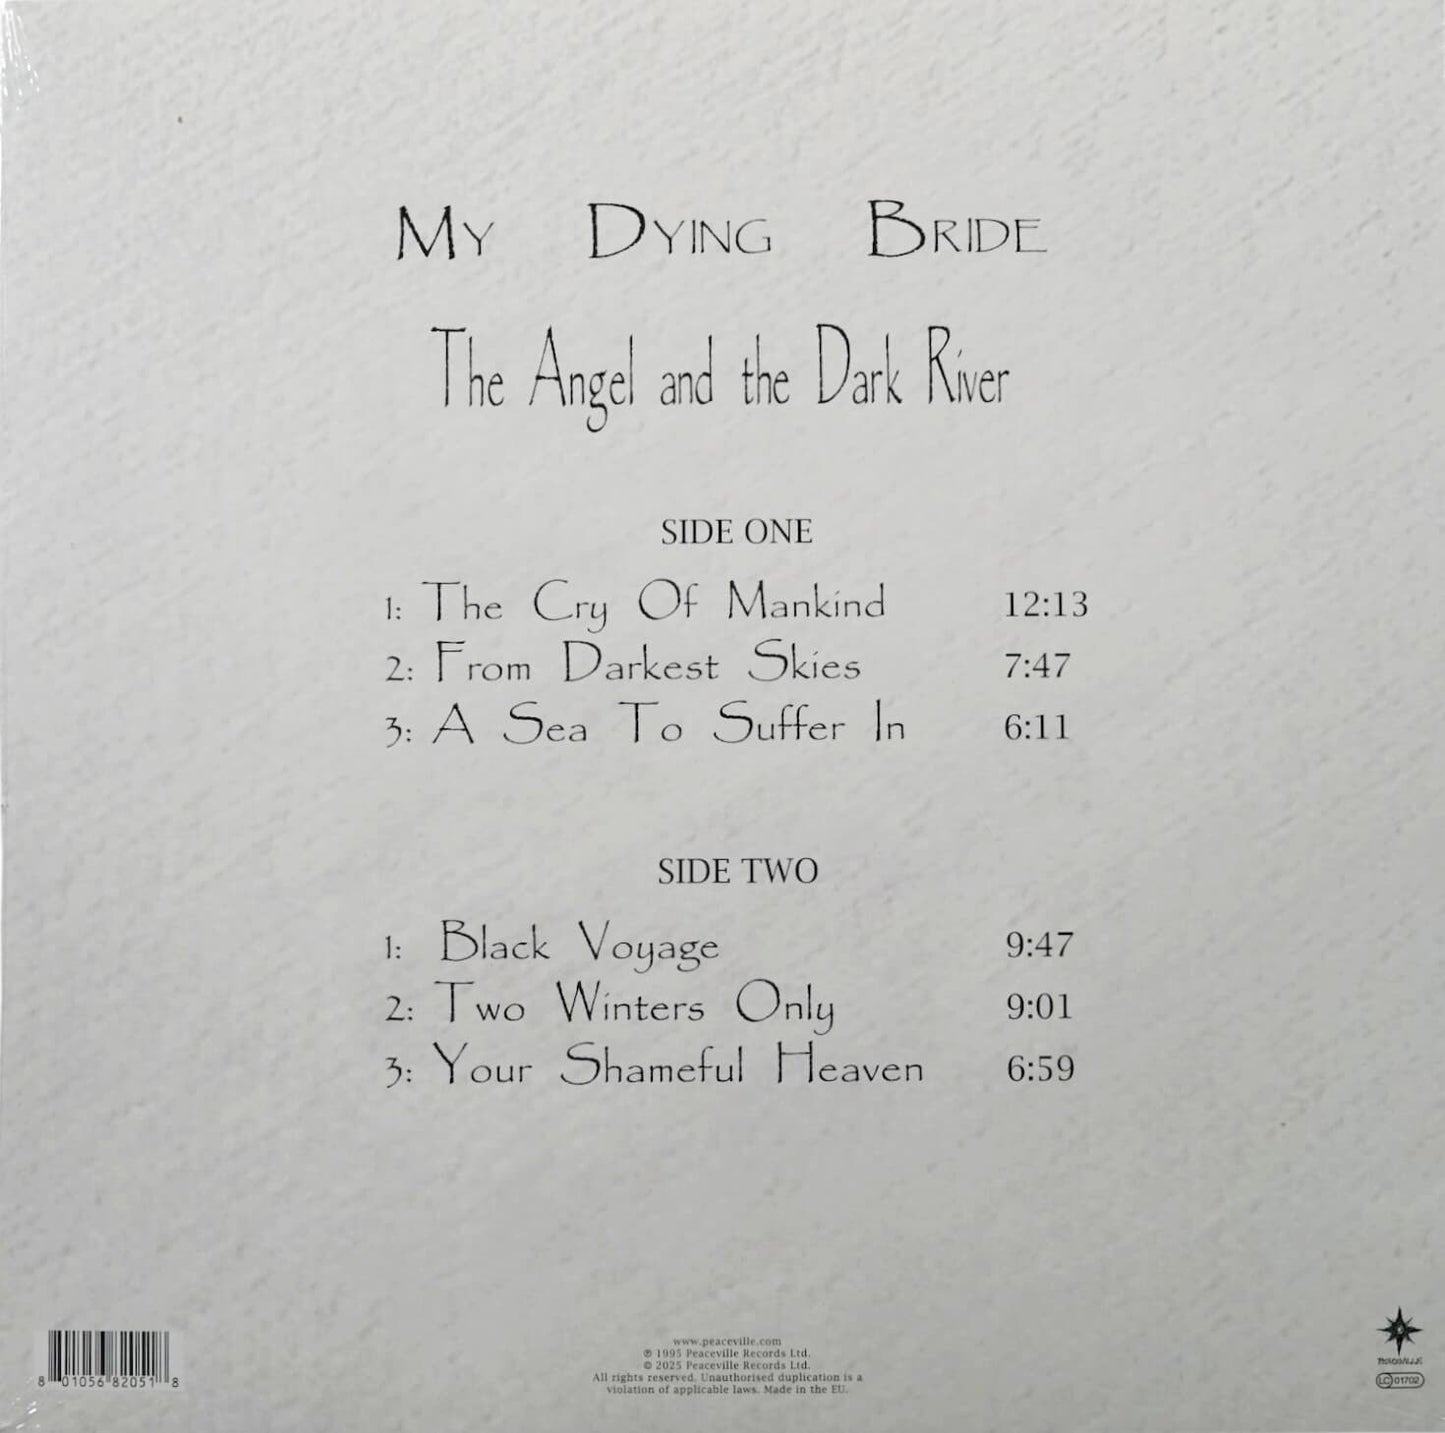 My Dying Bride
The Angel and the Dark River
SIDE ONE
1: The Cry Of Mankind 12:13
2: From Darkest Skies 7:47
3: A Sea To Suffer In 6:11
SIDE TWO
1: Black Voyage 9:47
2: Two Winters Only 9:01
3: Your Shameful Heaven 6:59
www.peaceville.com
℗ 1995 Peaceville Records Ltd.
© 2025 Peaceville Records Ltd.
All rights reserved. Unauthorised duplication is a
violation of applicable laws. Made in the EU.
8 01056 82051 8
PEACEVILLE
LC 01702